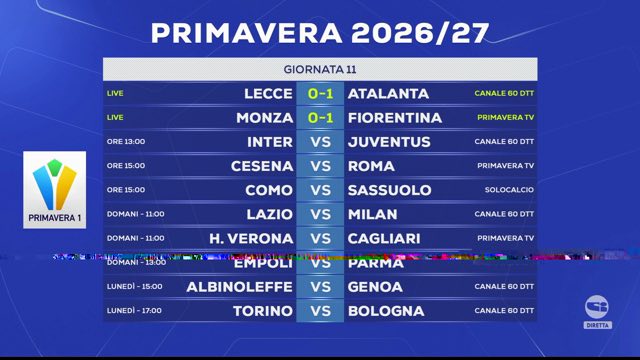 PRIMAVERA 2026/27
GIORNATA 11
LIVE LECCE 0-1 ATALANTA CANALE 60 DTT
LIVE MONZA 0-1 FIORENTINA PRIMAVERA TV
ORE 13:00 INTER VS JUVENTUS CANALE 60 DTT
ORE 15:00 CESENA VS ROMA PRIMAVERA TV
ORE 15:00 COMO VS SASSUOLO SOLOCALCIO
DOMANI - 11:00 LAZIO VS MILAN CANALE 60 DTT
DOMANI - 11:00 H. VERONA VS CAGLIARI PRIMAVERA TV
DOMANI - 13:00 EMPOLI VS PARMA
LUNEDÌ - 15:00 ALBINOLEFFE VS GENOA CANALE 60 DTT
LUNEDÌ - 17:00 TORINO VS BOLOGNA CANALE 60 DTT
PRIMAVERA 1
DIRETTA